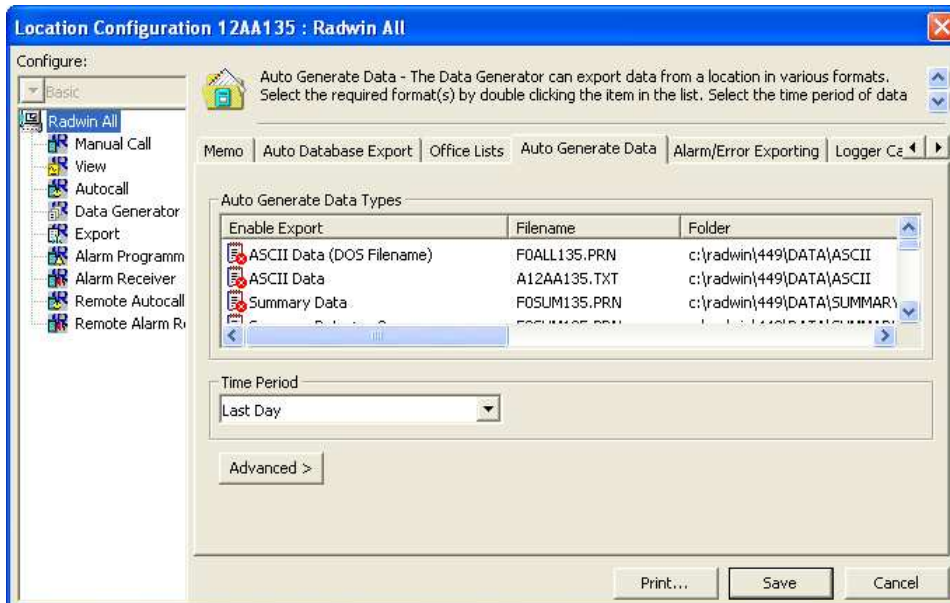 Location Configuration 12AA135 : Radwin All
Configure:
Basic
Radwin All
Manual Call
View
Autocall
Data Generator
Export
Alarm Programm
Alarm Receiver
Remote Autocall
Remote Alarm R
Auto Generate Data - The Data Generator can export data from a location in various formats.
Select the required format(s) by double clicking the item in the list. Select the time period of data
Memo Auto Database Export Office Lists Auto Generate Data Alarm/Error Exporting Logger Ca
Auto Generate Data Types
Enable Export Filename Folder
ASCII Data (DOS Filename) F0ALL135.PRN c:\radwin\449\DATA\ASCII
ASCII Data A12AA135.TXT c:\radwin\449\DATA\ASCII
Summary Data F0SUM135.PRN c:\radwin\449\DATA\SUMMARY
Time Period
Last Day
Advanced >
Print... Save Cancel